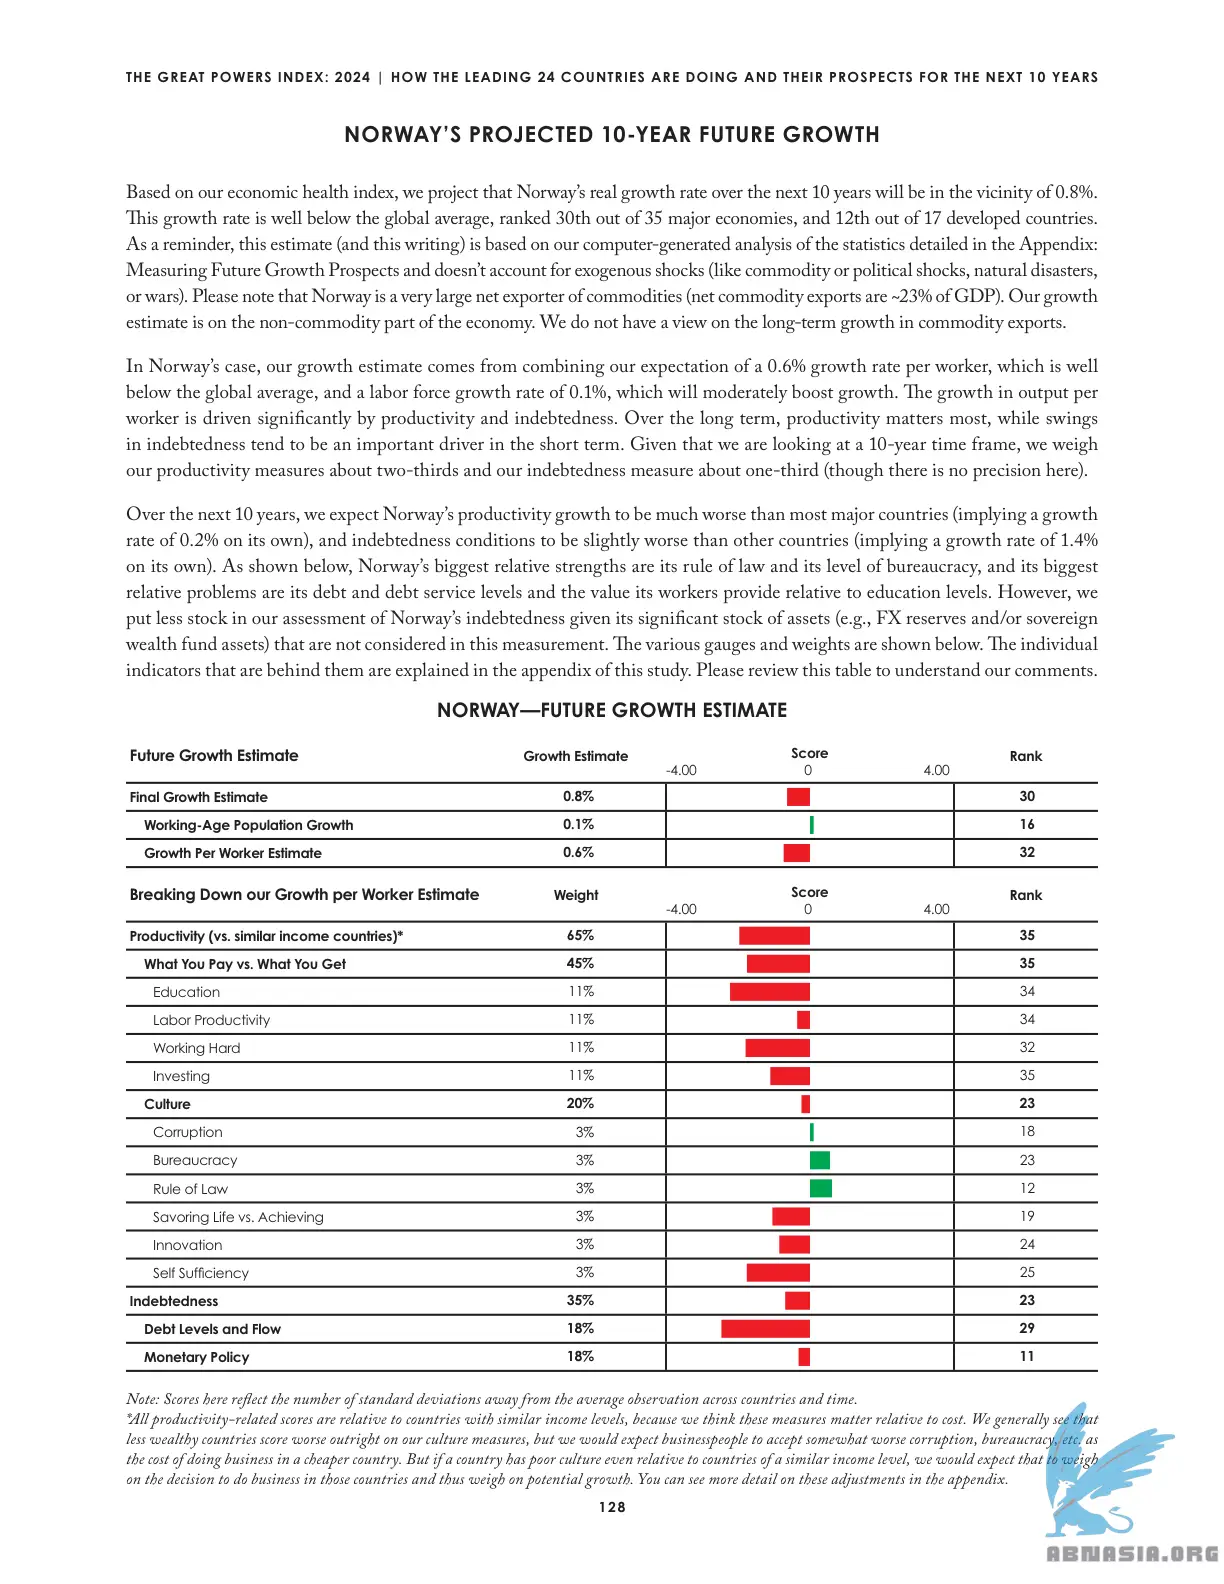 THE GREAT POWERS INDEX: 2024 | HOW THE LEADING 24 COUNTRIES ARE DOING AND THEIR PROSPECTS FOR THE NEXT 10 YEARS
NORWAY’S PROJECTED 10-YEAR FUTURE GROWTH
Based on our economic health index, we project that Norway’s real growth rate over the next 10 years will be in the vicinity of 0.8%.
This growth rate is well below the global average, ranked 30th out of 35 major economies, and 12th out of 17 developed countries.
As a reminder, this estimate (and this writing) is based on our computer-generated analysis of the statistics detailed in the Appendix:
Measuring Future Growth Prospects and doesn’t account for exogenous shocks (like commodity or political shocks, natural disasters,
or wars). Please note that Norway is a very large net exporter of commodities (net commodity exports are ~23% of GDP). Our growth
estimate is on the non-commodity part of the economy. We do not have a view on the long-term growth in commodity exports.
In Norway’s case, our growth estimate comes from combining our expectation of a 0.6% growth rate per worker, which is well
below the global average, and a labor force growth rate of 0.1%, which will moderately boost growth. The growth in output per
worker is driven significantly by productivity and indebtedness. Over the long term, productivity matters most, while swings
in indebtedness tend to be an important driver in the short term. Given that we are looking at a 10-year time frame, we weigh
our productivity measures about two-thirds and our indebtedness measure about one-third (though there is no precision here).
Over the next 10 years, we expect Norway’s productivity growth to be much worse than most major countries (implying a growth
rate of 0.2% on its own), and indebtedness conditions to be slightly worse than other countries (implying a growth rate of 1.4%
on its own). As shown below, Norway’s biggest relative strengths are its rule of law and its level of bureaucracy, and its biggest
relative problems are its debt and debt service levels and the value its workers provide relative to education levels. However, we
put less stock in our assessment of Norway’s indebtedness given its significant stock of assets (e.g., FX reserves and/or sovereign
wealth fund assets) that are not considered in this measurement. The various gauges and weights are shown below. The individual
indicators that are behind them are explained in the appendix of this study. Please review this table to understand our comments.
NORWAY—FUTURE GROWTH ESTIMATE
Future Growth Estimate Growth Estimate Score Rank
-4.00 0 4.00
Final Growth Estimate 0.8% 30
Working-Age Population Growth 0.1% 16
Growth Per Worker Estimate 0.6% 32
Breaking Down our Growth per Worker Estimate Weight Score Rank
-4.00 0 4.00
Productivity (vs. similar income countries)* 65% 35
What You Pay vs. What You Get 45% 35
Education 11% 34
Labor Productivity 11% 34
Working Hard 11% 32
Investing 11% 35
Culture 20% 23
Corruption 3% 18
Bureaucracy 3% 23
Rule of Law 3% 12
Savoring Life vs. Achieving 3% 19
Innovation 3% 24
Self Sufficiency 3% 25
Indebtedness 35% 23
Debt Levels and Flow 18% 29
Monetary Policy 18% 11
Note: Scores here reflect the number of standard deviations away from the average observation across countries and time.
*All productivity-related scores are relative to countries with similar income levels, because we think these measures matter relative to cost. We generally see that
less wealthy countries score worse outright on our culture measures, but we would expect businesspeople to accept somewhat worse corruption, bureaucracy, etc. as
the cost of doing business in a cheaper country. But if a country has poor culture even relative to countries of a similar income level, we would expect that to weigh
on the decision to do business in those countries and thus weigh on potential growth. You can see more detail on these adjustments in the appendix.
128
ABNASIA.ORG